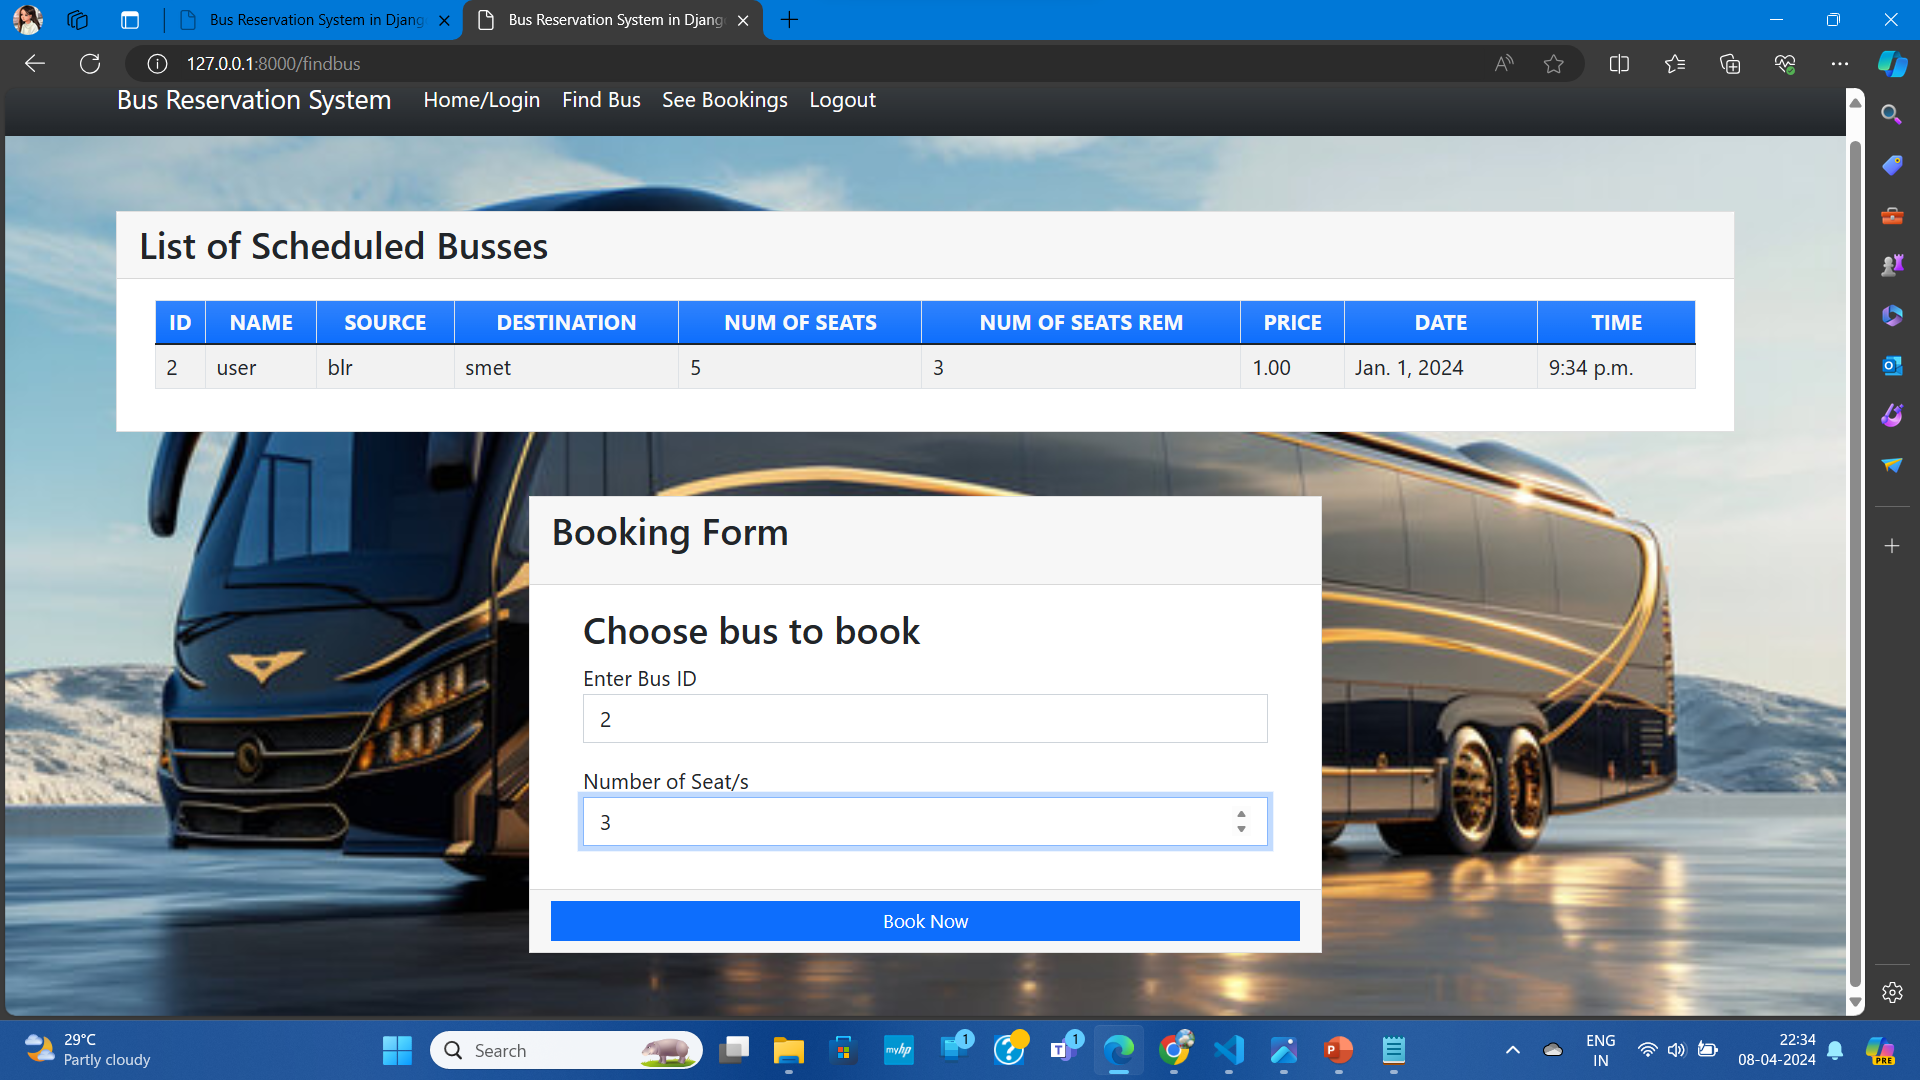 Bus Reservation System in Djang
Bus Reservation System in Djang
127.0.0.1:8000/findbus
Bus Reservation System Home/Login Find Bus See Bookings Logout
List of Scheduled Busses
ID NAME SOURCE DESTINATION NUM OF SEATS NUM OF SEATS REM PRICE DATE TIME
2 user blr smet 5 3 1.00 Jan. 1, 2024 9:34 p.m.
Booking Form
Choose bus to book
Enter Bus ID
2
Number of Seat/s
3
Book Now
29°C
Partly cloudy
Search
myhp
1
1
ENG
IN
22:34
08-04-2024
PRE